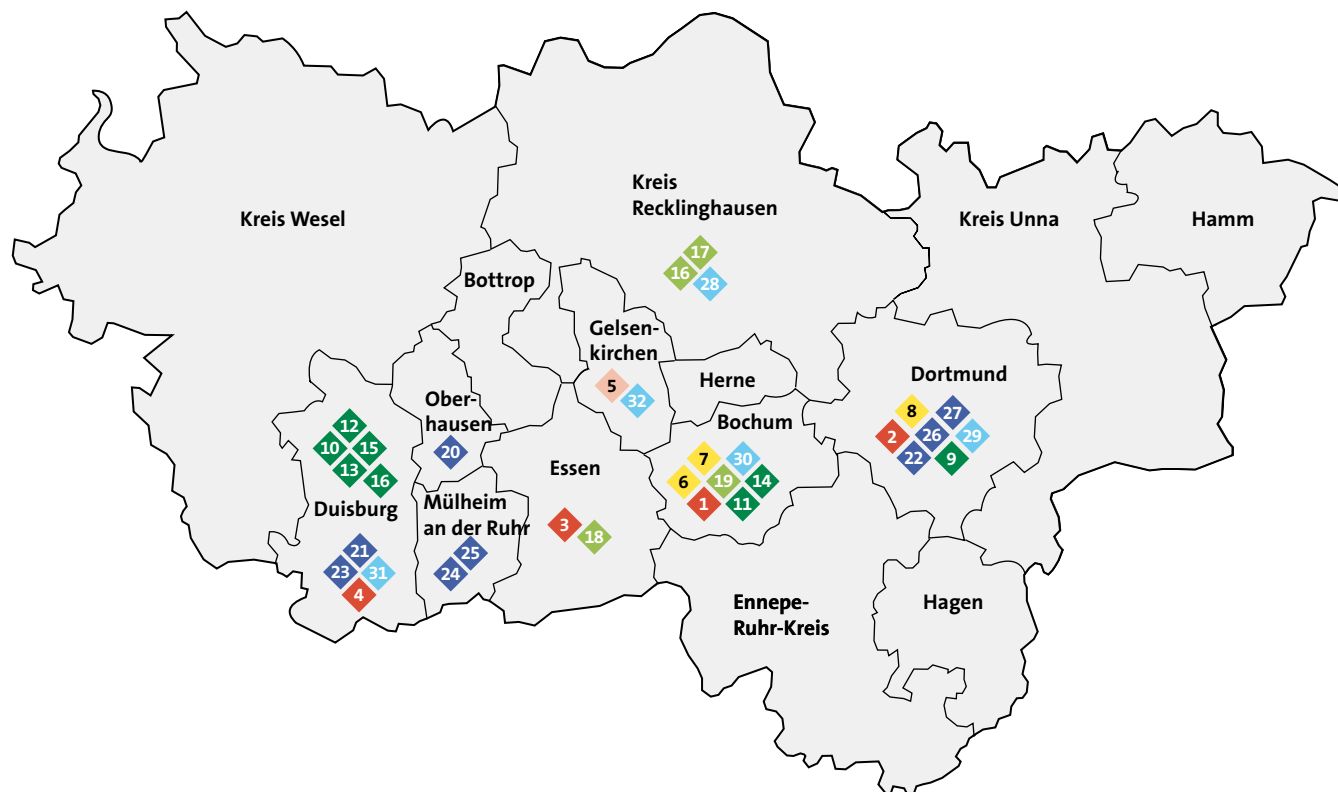 Kreis
Recklinghausen
Kreis Wesel
Kreis Unna
Hamm
17
16
28
Bottrop
Gelsen-
kirchen
5
32
Herne
Dortmund
8
27
2
26
29
22
9
Ober-
hausen
20
Bochum
7
30
6
19
14
1
11
12
10
15
13
16
Duisburg
21
23
31
4
Mülheim
an der Ruhr
25
24
Essen
3
18
Ennepe-
Ruhr-Kreis
Hagen